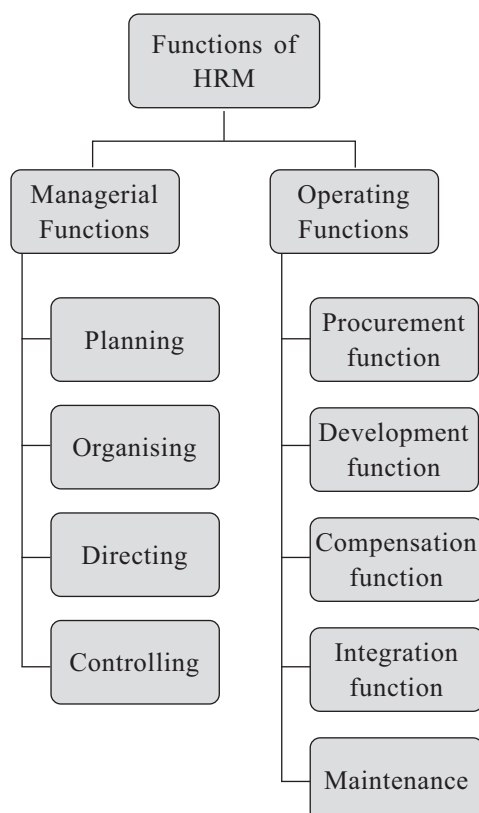 Functions of
HRM
Managerial
Functions
Planning
Organising
Directing
Controlling
Operating
Functions
Procurement
function
Development
function
Compensation
function
Integration
function
Maintenance